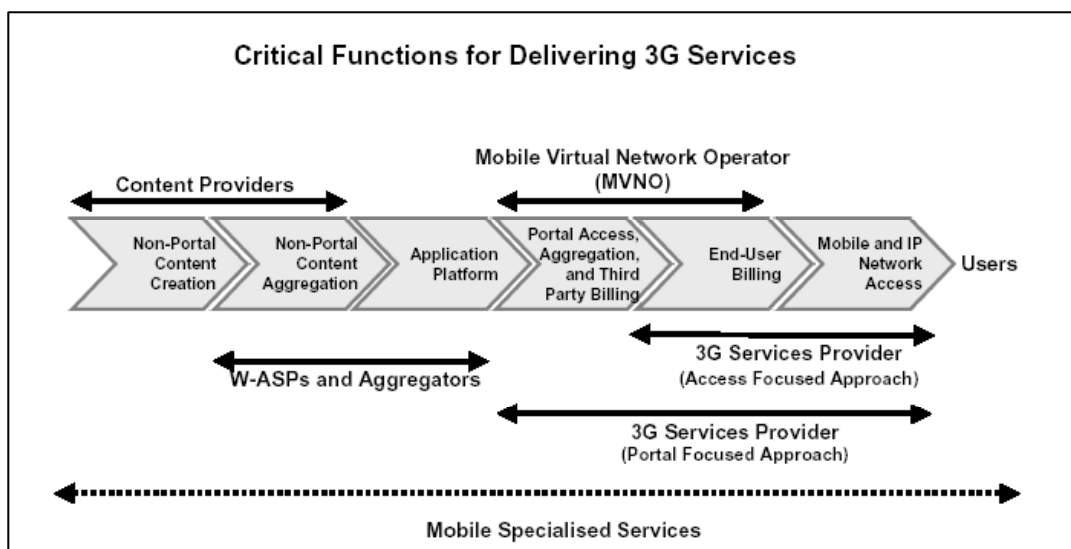 Critical Functions for Delivering 3G Services
Mobile Virtual Network Operator
(MVNO)
Content Providers
Non-Portal
Content
Creation
Non-Portal
Content
Aggregation
Application
Platform
Portal Access,
Aggregation,
and Third
Party Billing
End-User
Billing
Mobile and IP
Network
Access
Users
3G Services Provider
(Access Focused Approach)
W-ASPs and Aggregators
3G Services Provider
(Portal Focused Approach)
Mobile Specialised Services